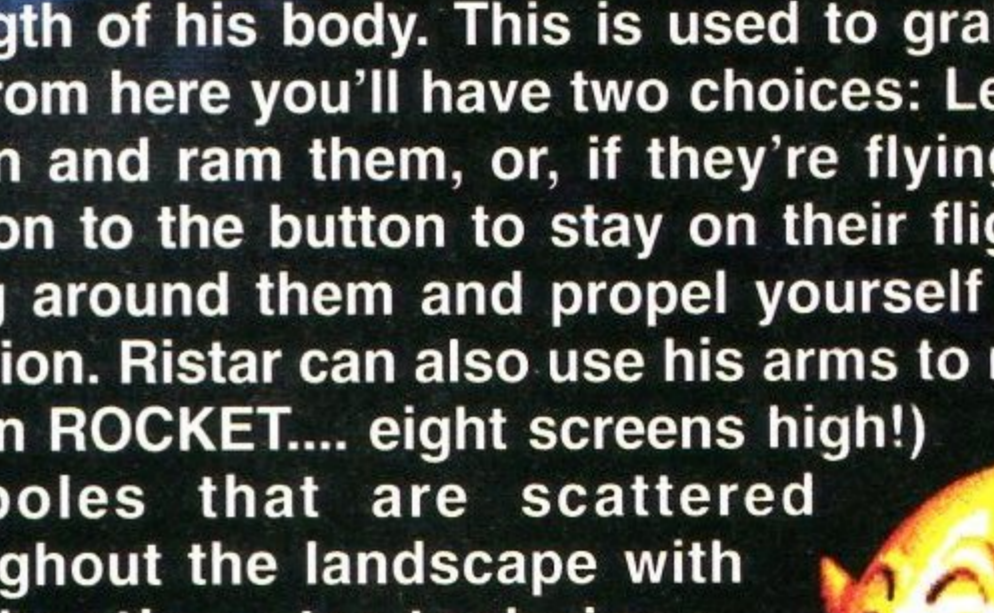 gth of his body. This is used to gra
rom here you'll have two choices: Le
n and ram them, or, if they're flying
on to the button to stay on their flig
g around them and propel yourself
ion. Ristar can also use his arms to
n ROCKET.... eight screens high!)
poles that are scattered
ghout the landscape with